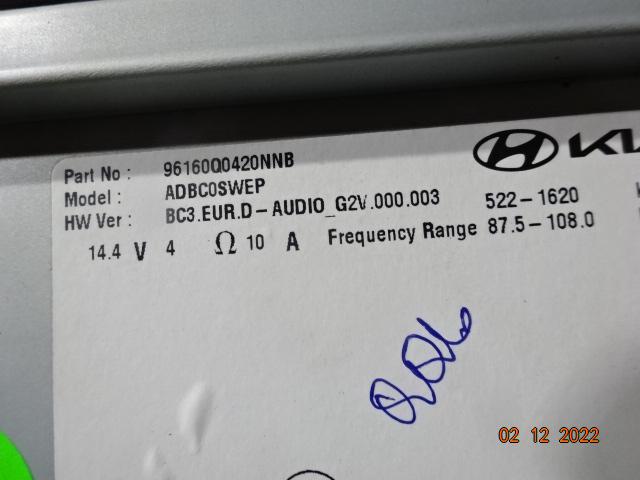 Part No : 96160Q0420NNB
Model : ADBC0SWEP
HW Ver : BC3.EUR.D-AUDIO_G2V.000.003 522-1620
14.4 V 4 Ω 10 A Frequency Range 87.5-108.0
02 12 2022